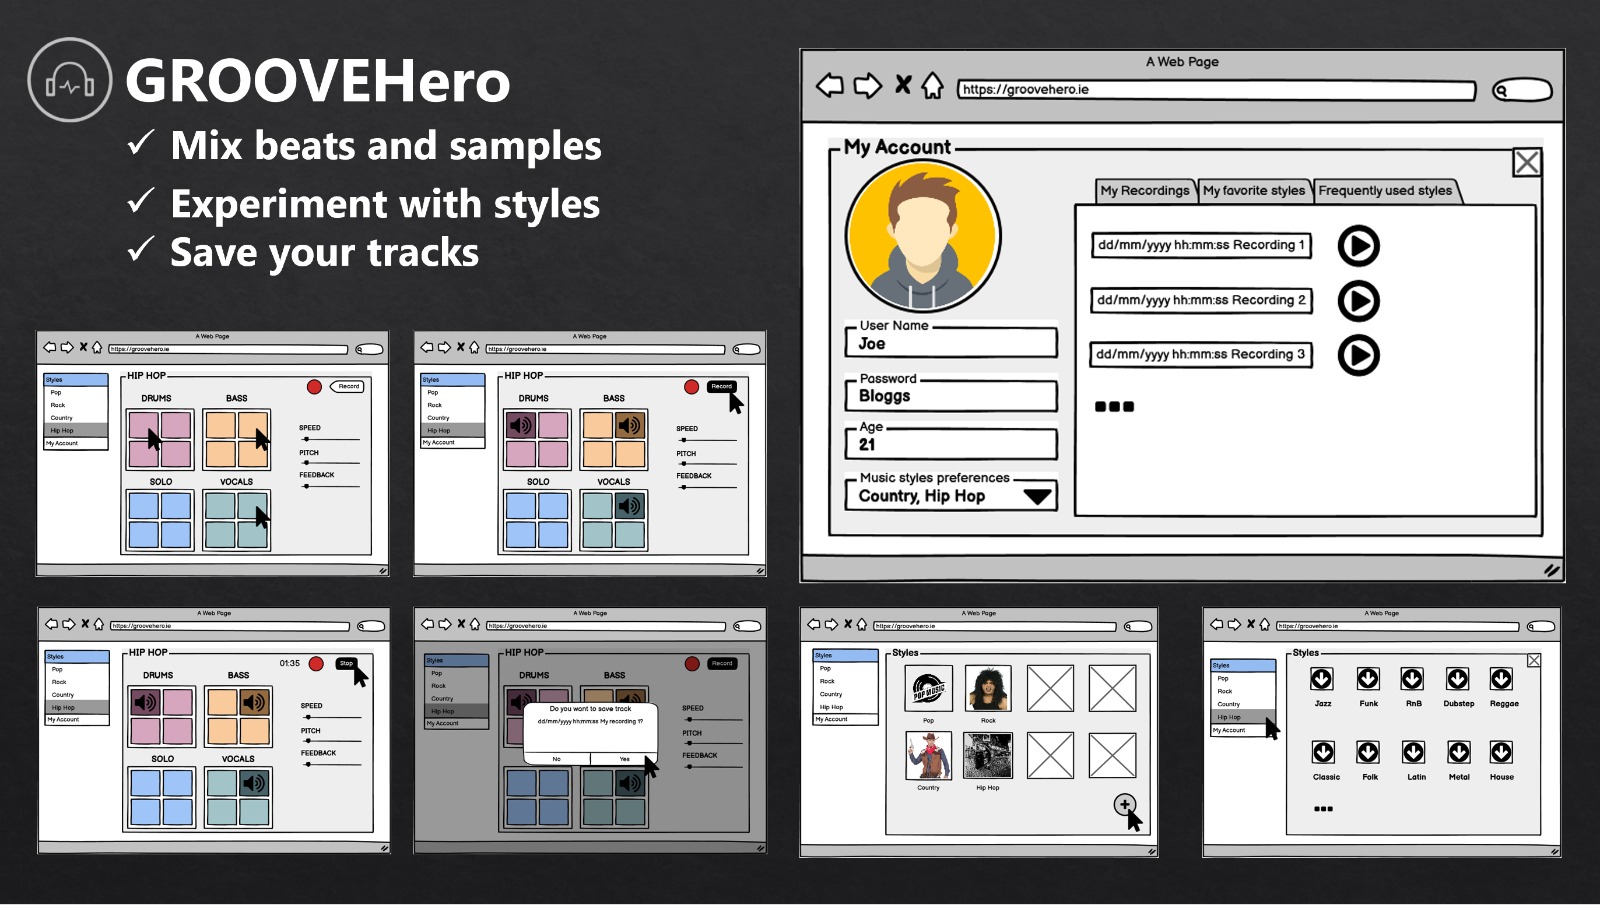 GROOVEHero
✓ Mix beats and samples
✓ Experiment with styles
✓ Save your tracks
A Web Page
https://groovehero.ie
My Account
My Recordings
My favorite styles
Frequently used styles
dd/mm/yyyy hh:mm:ss Recording 1
dd/mm/yyyy hh:mm:ss Recording 2
dd/mm/yyyy hh:mm:ss Recording 3
User Name
Joe
Password
Bloggs
Age
21
Music styles preferences
Country, Hip Hop
A Web Page
https://groovehero.ie
Styles
Pop
Rock
Country
Hip Hop
My Account
HIP HOP
Record
DRUMS
BASS
SPEED
PITCH
FEEDBACK
SOLO
VOCALS
A Web Page
https://groovehero.ie
Styles
Pop
Rock
Country
Hip Hop
My Account
HIP HOP
Record
DRUMS
BASS
SPEED
PITCH
FEEDBACK
SOLO
VOCALS
A Web Page
https://groovehero.ie
Styles
Pop
Rock
Country
Hip Hop
My Account
HIP HOP
01:35
Stop
DRUMS
BASS
SPEED
PITCH
FEEDBACK
SOLO
VOCALS
A Web Page
https://groovehero.ie
Styles
Pop
Rock
Country
Hip Hop
My Account
HIP HOP
Record
DRUMS
BASS
SPEED
PITCH
FEEDBACK
Do you want to save track
dd/mm/yyyy hh:mm:ss My recording 1?
No
Yes
A Web Page
https://groovehero.ie
Styles
Pop
Rock
Country
Hip Hop
My Account
Styles
POP MUSIC
Pop
Rock
Country
Hip Hop
A Web Page
https://groovehero.ie
Styles
Pop
Rock
Country
Hip Hop
My Account
Styles
Jazz
Funk
RnB
Dubstep
Reggae
Classic
Folk
Latin
Metal
House